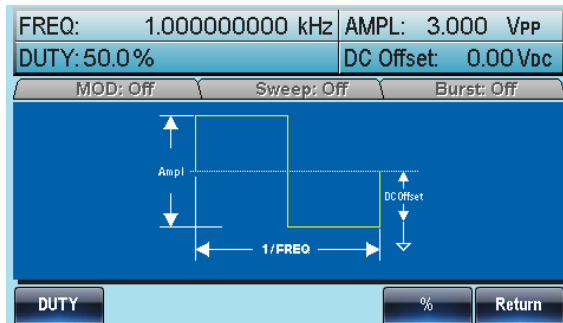 FREQ: 1.000000000 kHz AMPL: 3.000 VPP
DUTY: 50.0% DC Offset: 0.00 VDC
MOD: Off Sweep: Off Burst: Off
Ampl
DC Offset
1/FREQ
DUTY % Return